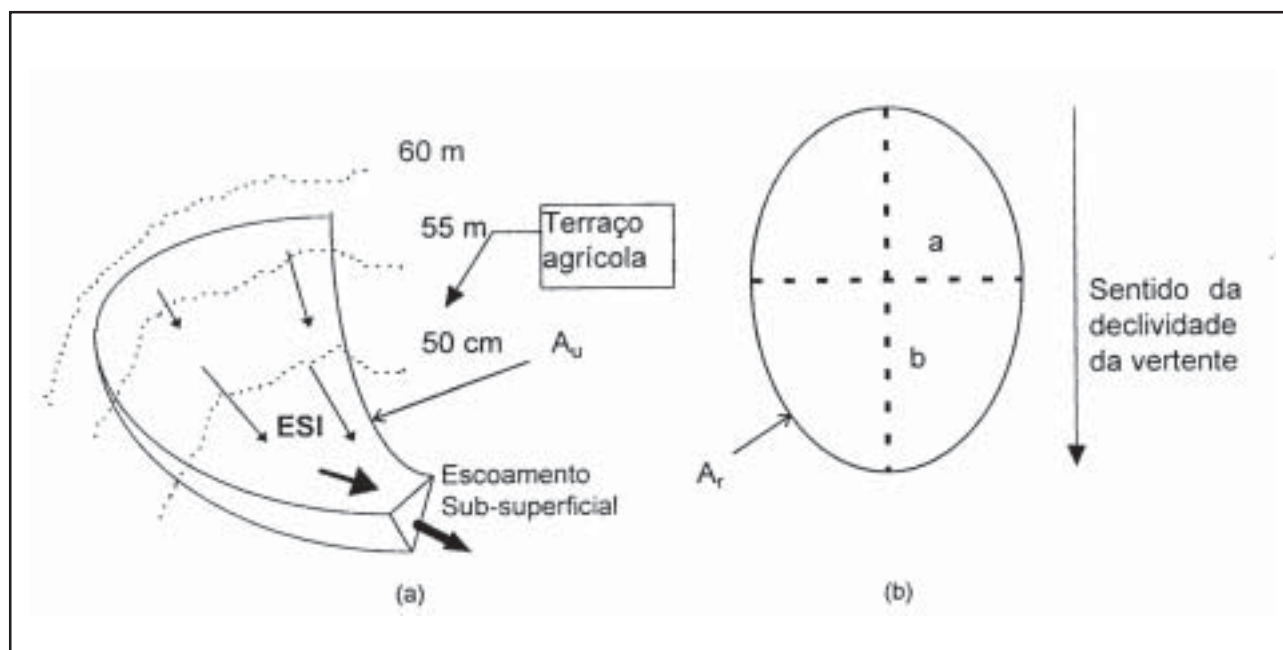 60 m
55 m
Terraço
agrícola
50 cm
Au
ESI
Escoamento
Sub-superficial
(a)
a
b
Ar
Sentido da
declividade
da vertente
(b)